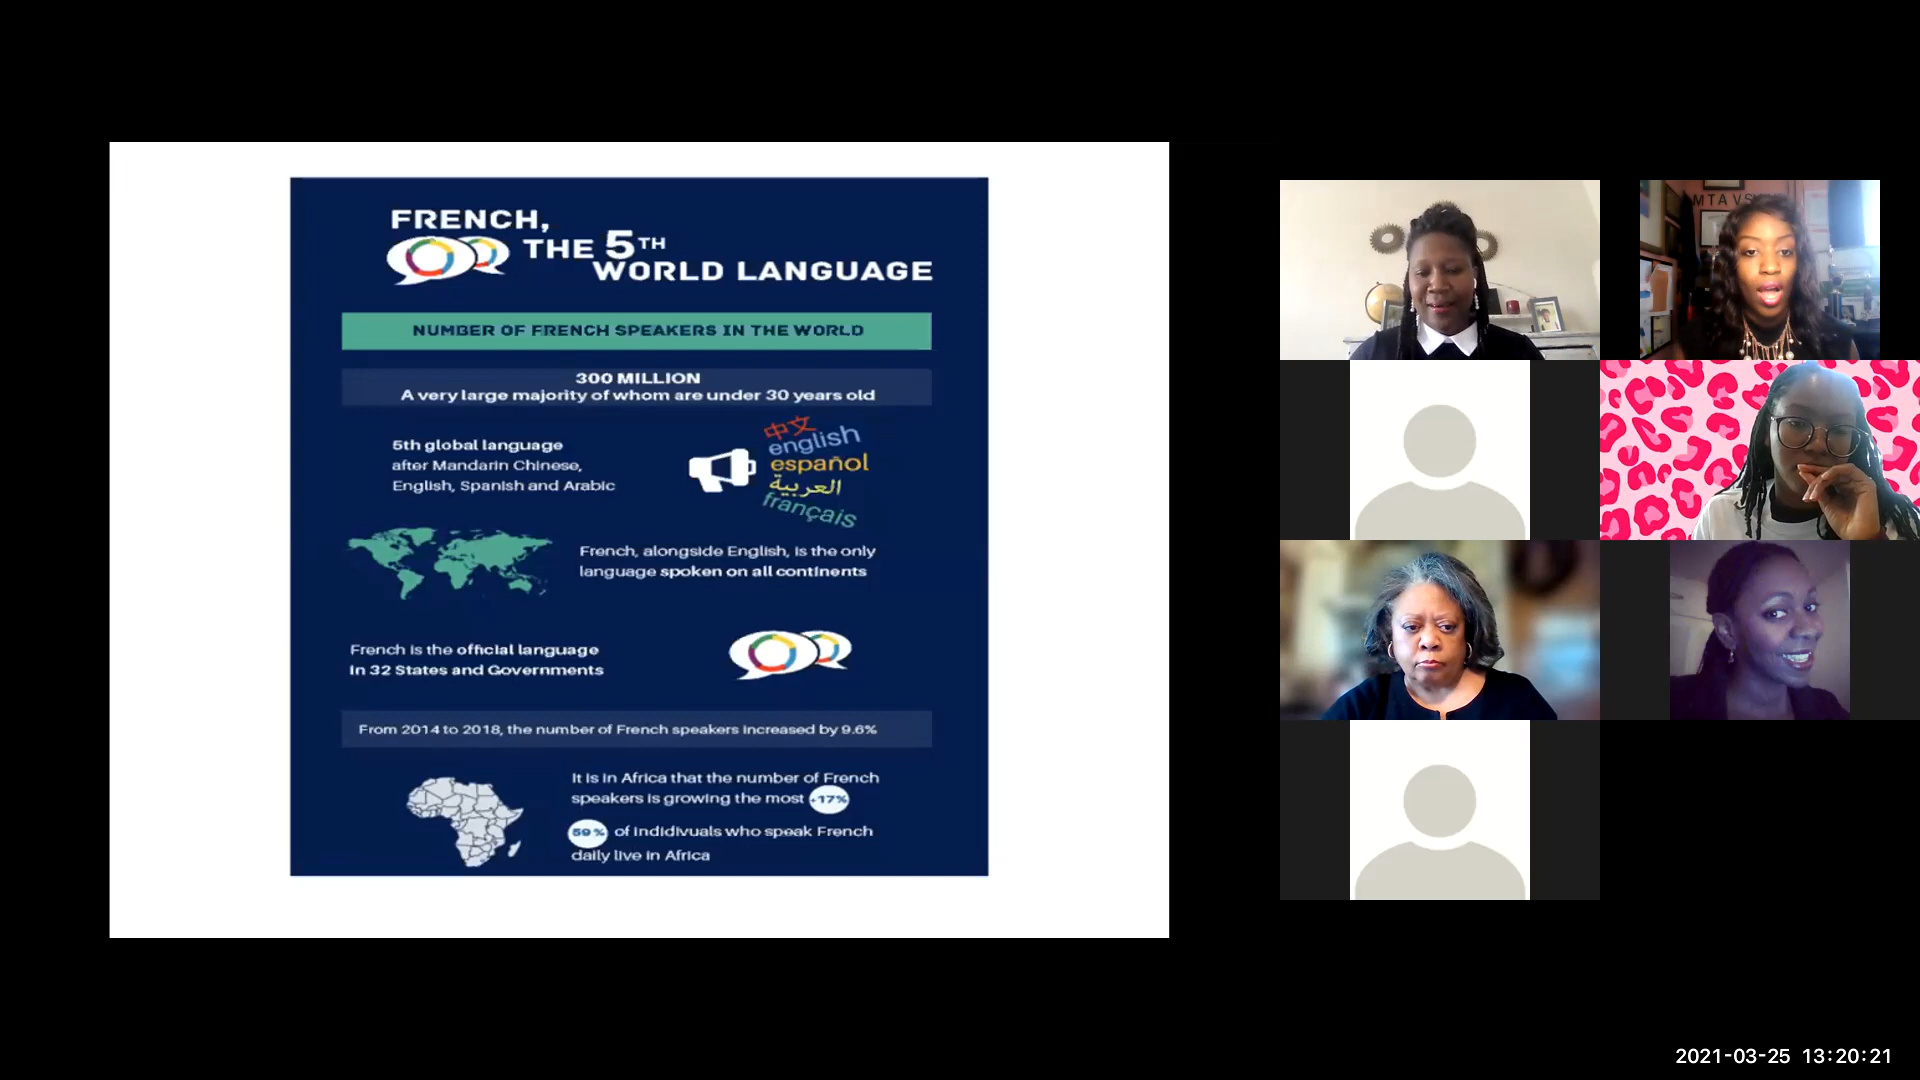 FRENCH,
THE 5TH
WORLD LANGUAGE
NUMBER OF FRENCH SPEAKERS IN THE WORLD
300 MILLION
A very large majority of whom are under 30 years old
5th global language
after Mandarin Chinese,
English, Spanish and Arabic
中文
english
español
العربية
français
French, alongside English, is the only
language spoken on all continents
French is the official language
in 32 States and Governments
From 2014 to 2018, the number of French speakers increased by 9.6%
It is in Africa that the number of French
speakers is growing the most +17%
59% of indidivuals who speak French
daily live in Africa
MTA VS
2021-03-25 13:20:21